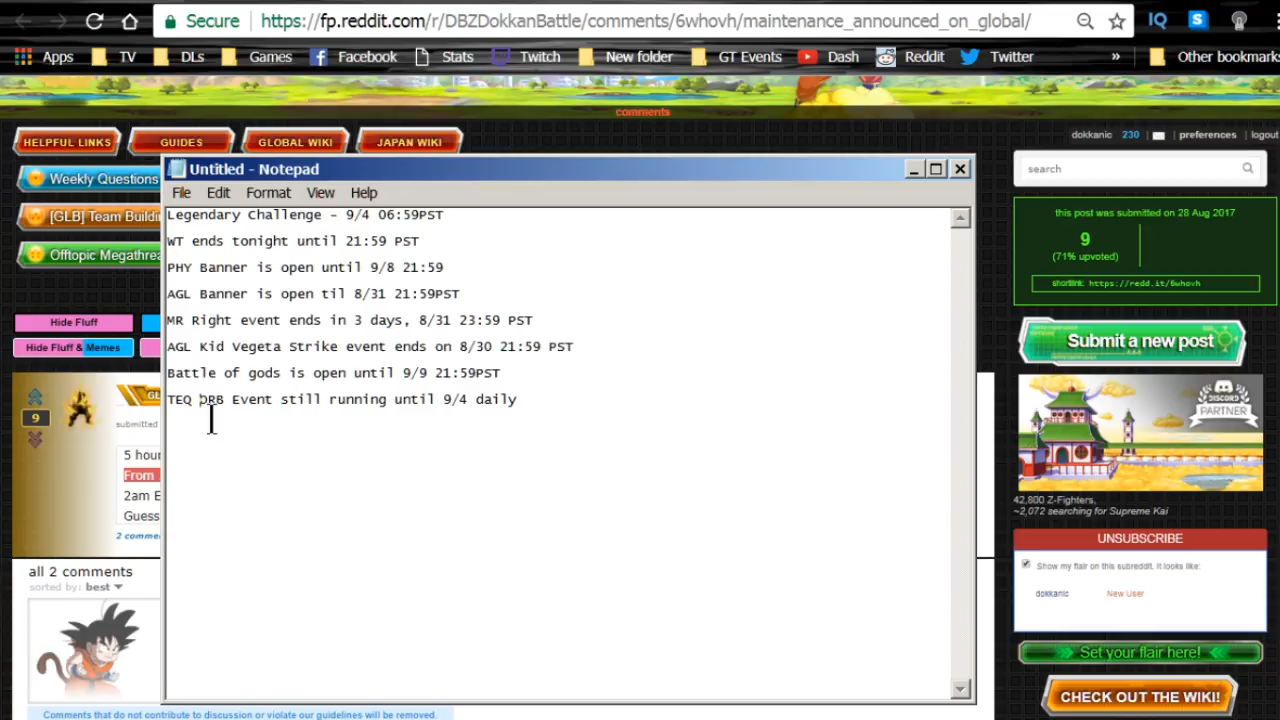 Secure https://fp.reddit.com/r/DBZDokkanBattle/comments/6whovh/maintenance_announced_on_global/
Apps TV DLs Games Facebook Stats Twitch New folder GT Events Dash Reddit Twitter » Other bookmarks
comments
HELPFUL LINKS GUIDES GLOBAL WIKI JAPAN WIKI
dokkanic 230 preferences logout
Weekly Questions
[GLB] Team Buildi
Offtopic Megathrea
Hide Fluff
Hide Fluff & Memes
GL
9
submitted
5 hour
From
2am E
Guess
2 comme
all 2 comments
sorted by: best
Comments that do not contribute to discussion or violate our guidelines will be removed.
Untitled - Notepad
File Edit Format View Help
Legendary Challenge - 9/4 06:59PST
WT ends tonight until 21:59 PST
PHY Banner is open until 9/8 21:59
AGL Banner is open til 8/31 21:59PST
MR Right event ends in 3 days, 8/31 23:59 PST
AGL Kid Vegeta Strike event ends on 8/30 21:59 PST
Battle of gods is open until 9/9 21:59PST
TEQ ORB Event still running until 9/4 daily
search
this post was submitted on 28 Aug 2017
9
(71% upvoted)
shortlink: https://redd.it/6whovh
Submit a new post
DISCORD
PARTNER
42,800 Z-Fighters,
~2,072 searching for Supreme Kai
UNSUBSCRIBE
Show my flair on this subreddit. It looks like:
dokkanic New User
Set your flair here!
CHECK OUT THE WIKI!